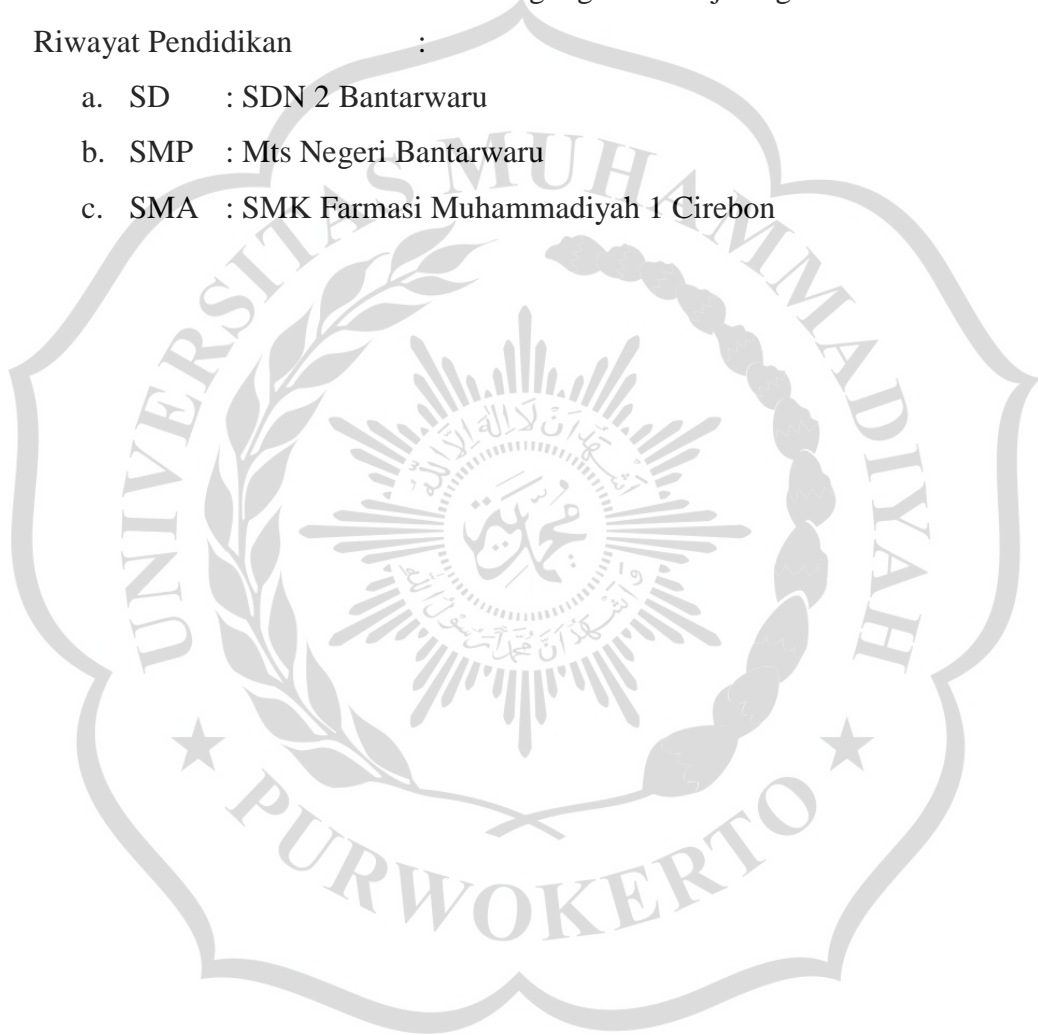 Riwayat Pendidikan :
a. SD : SDN 2 Bantarwaru
b. SMP : Mts Negeri Bantarwaru
c. SMA : SMK Farmasi Muhammadiyah 1 Cirebon
UNIVERSITAS MUHAMMADIYAH
PURWOKERTO